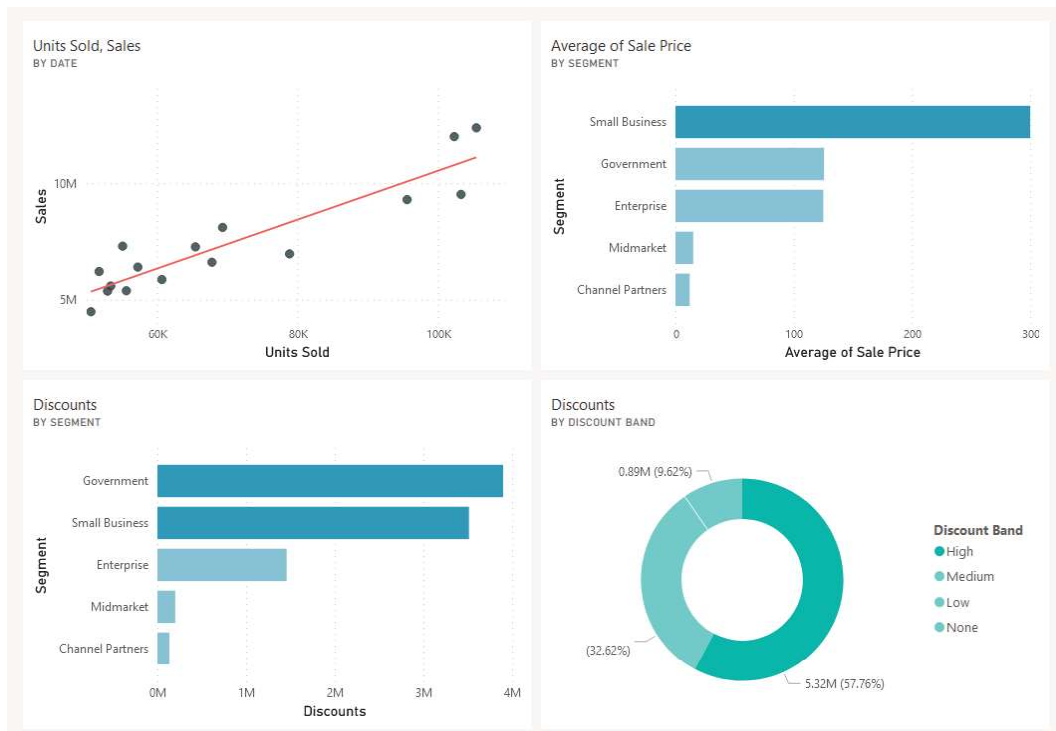 Units Sold, Sales
BY DATE
Sales
10M
5M
60K
80K
100K
Units Sold
Average of Sale Price
BY SEGMENT
Segment
Small Business
Government
Enterprise
Midmarket
Channel Partners
0
100
200
300
Average of Sale Price
Discounts
BY SEGMENT
Segment
Government
Small Business
Enterprise
Midmarket
Channel Partners
0M
1M
2M
3M
4M
Discounts
Discounts
BY DISCOUNT BAND
0.89M (9.62%)
(32.62%)
5.32M (57.76%)
Discount Band
High
Medium
Low
None